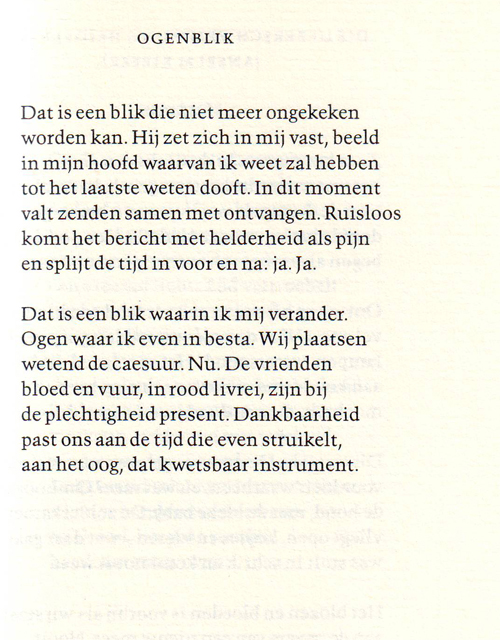 OGENBLIK
Dat is een blik die niet meer ongekeken
worden kan. Hij zet zich in mij vast, beeld
in mijn hoofd waarvan ik weet zal hebben
tot het laatste weten dooft. In dit moment
valt zenden samen met ontvangen. Ruisloos
komt het bericht met helderheid als pijn
en splijt de tijd in voor en na: ja. Ja.
Dat is een blik waarin ik mij verander.
Ogen waar ik even in besta. Wij plaatsen
wetend de caesuur. Nu. De vrienden
bloed en vuur, in rood livrei, zijn bij
de plechtigheid present. Dankbaarheid
past ons aan de tijd die even struikelt,
aan het oog, dat kwetsbaar instrument.